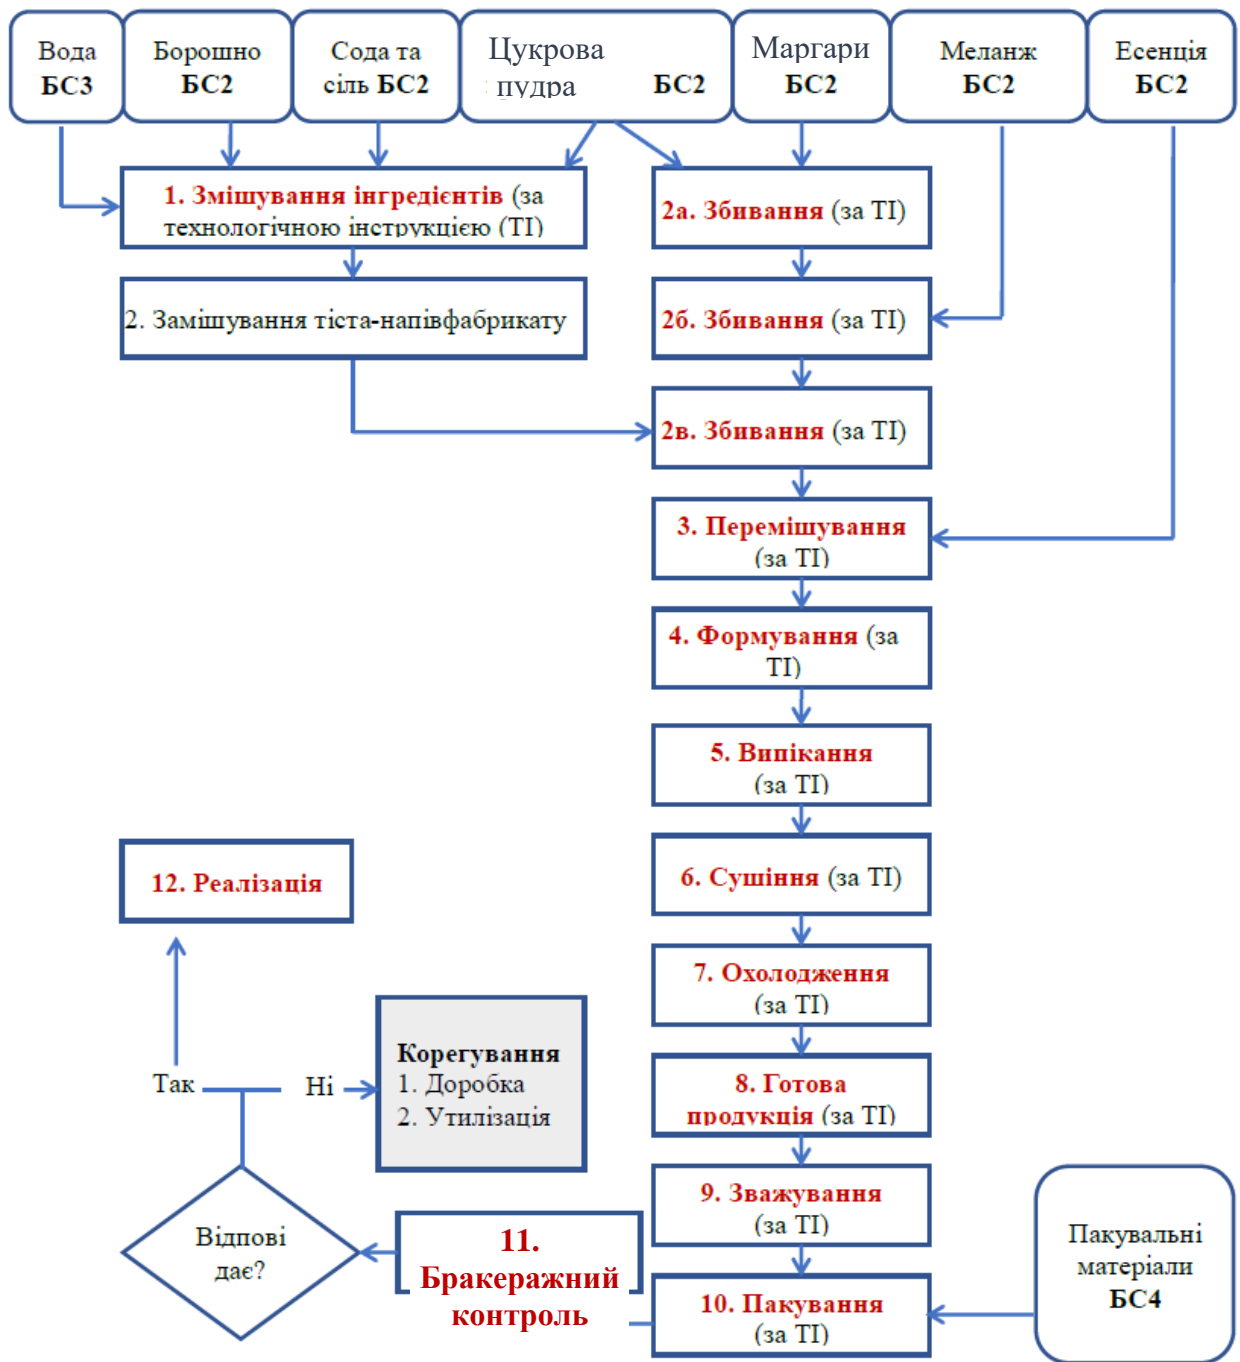 Вода
БС3
Борошно
БС2
Сода та
сіль БС2
Цукрова
пудра БС2
Маргари
БС2
Меланж
БС2
Есенція
БС2
1. Змішування інгредієнтів (за
технологічною інструкцією (ТІ)
2а. Збивання (за ТІ)
2. Замішування тіста-напівфабрикату
2б. Збивання (за ТІ)
2в. Збивання (за ТІ)
3. Перемішування
(за ТІ)
4. Формування (за
ТІ)
5. Випікання
(за ТІ)
6. Сушіння (за ТІ)
7. Охолодження
(за ТІ)
8. Готова
продукція (за ТІ)
9. Зважування
(за ТІ)
10. Пакування
(за ТІ)
Пакувальні
матеріали
БС4
11.
Бракеражний
контроль
Відпові
дає?
Так
Ні
Корегування
1. Доробка
2. Утилізація
12. Реалізація